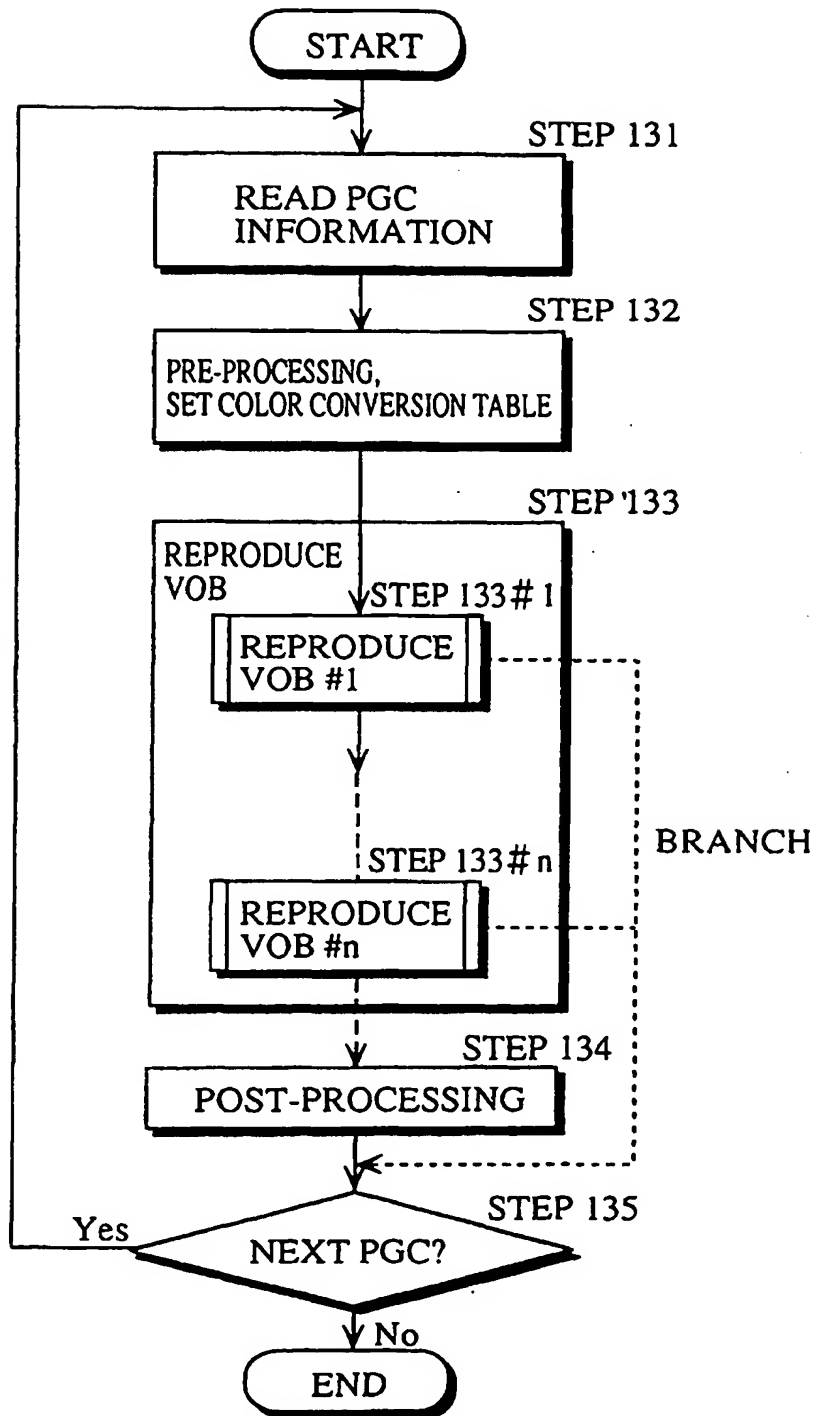 START
STEP 131
READ PGC
INFORMATION
STEP 132
PRE-PROCESSING,
SET COLOR CONVERSION TABLE
STEP 133
REPRODUCE
VOB
STEP 133#1
REPRODUCE
VOB #1
BRANCH
STEP 133#n
REPRODUCE
VOB #n
STEP 134
POST-PROCESSING
STEP 135
Yes
NEXT PGC?
No
END